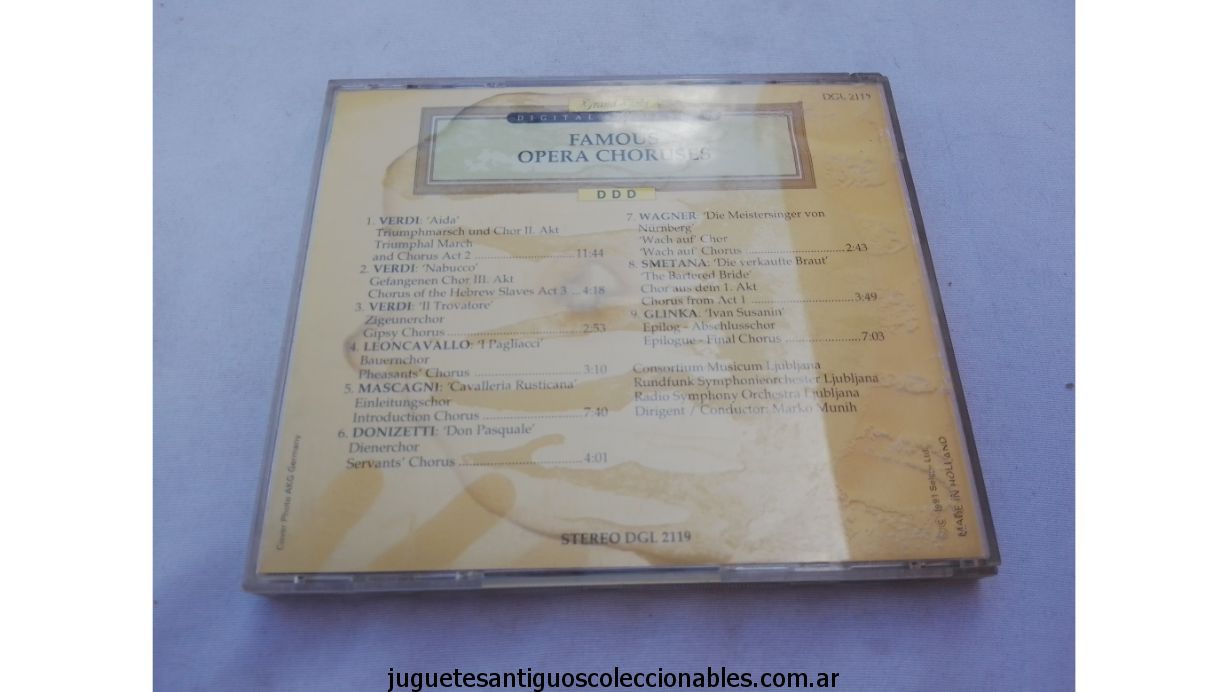 DGL 2119
DIGITAL
FAMOUS
OPERA CHORUSES
DDD
1. VERDI: 'Aida'
Triumphmarsch und Chor II. Akt
Triumphal March
and Chorus Act 2 ........................ 11:44
2. VERDI: 'Nabucco'
Gefangenen Chor III. Akt
Chorus of the Hebrew Slaves Act 3 ... 4:18
3. VERDI: 'Il Trovatore'
Zigeunerchor
Gipsy Chorus ................................ 2:53
4. LEONCAVALLO: 'I Pagliacci'
Bauernchor
Pheasants' Chorus ........................ 3:10
5. MASCAGNI: 'Cavalleria Rusticana'
Einleitungschor
Introduction Chorus ...................... 7:40
6. DONIZETTI: 'Don Pasquale'
Dienerchor
Servants' Chorus .......................... 4:01
7. WAGNER: 'Die Meistersinger von
Nürnberg'
'Wach auf' Chor
'Wach auf' Chorus ........................ 2:43
8. SMETANA: 'Die verkaufte Braut'
'The Bartered Bride'
Chor aus dem 1. Akt
Chorus from Act 1 ........................ 3:49
9. GLINKA: 'Ivan Susanin'
Epilog - Abschlusschor
Epilogue - Final Chorus .................. 7:03
Consortium Musicum Ljubljana
Rundfunk Symphonieorchester Ljubljana
Radio Symphony Orchestra Ljubljana
Dirigent / Conductor: Marko Munih
Cover Photo AKG Germany
1991 Selcor Ltd.
MADE IN HOLLAND
STEREO DGL 2119
juguetesantiguoscoleccionables.com.ar